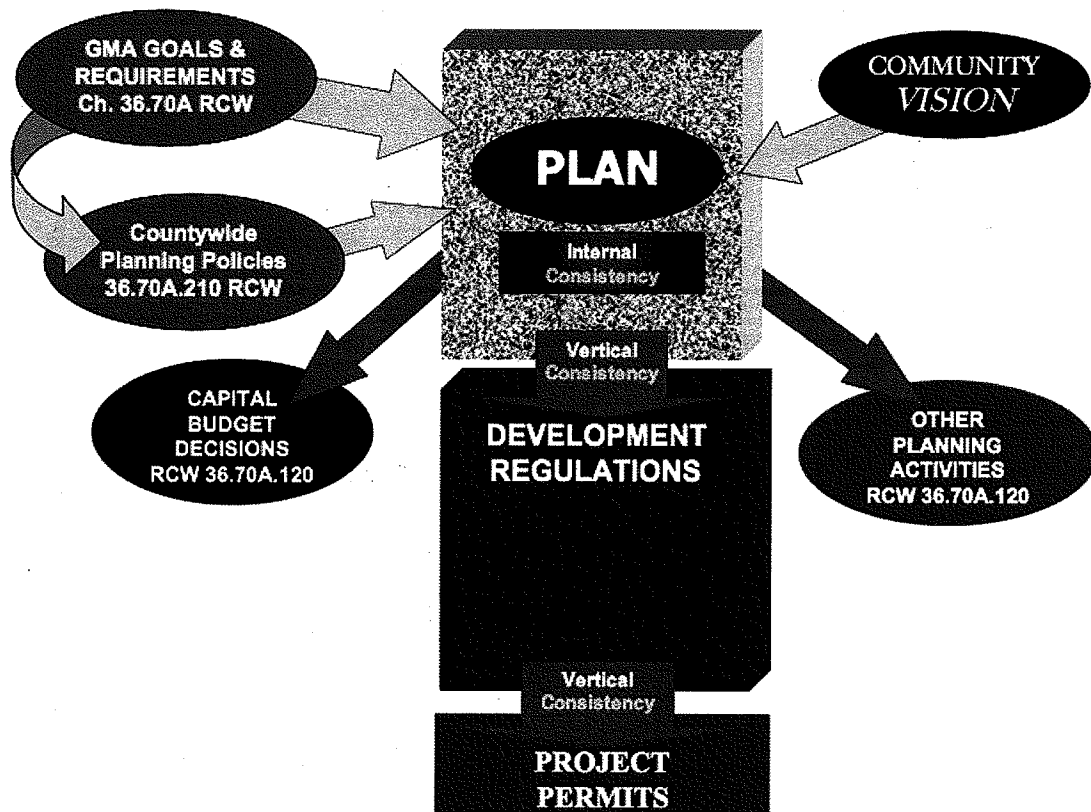 GMA GOALS &
REQUIREMENTS
Ch. 36.70A RCW
COMMUNITY
VISION
PLAN
Internal
Consistency
Countywide
Planning Policies
36.70A.210 RCW
Vertical
Consistency
CAPITAL
BUDGET
DECISIONS
RCW 36.70A.120
DEVELOPMENT
REGULATIONS
OTHER
PLANNING
ACTIVITIES
RCW 36.70A.120
Vertical
Consistency
PROJECT
PERMITS